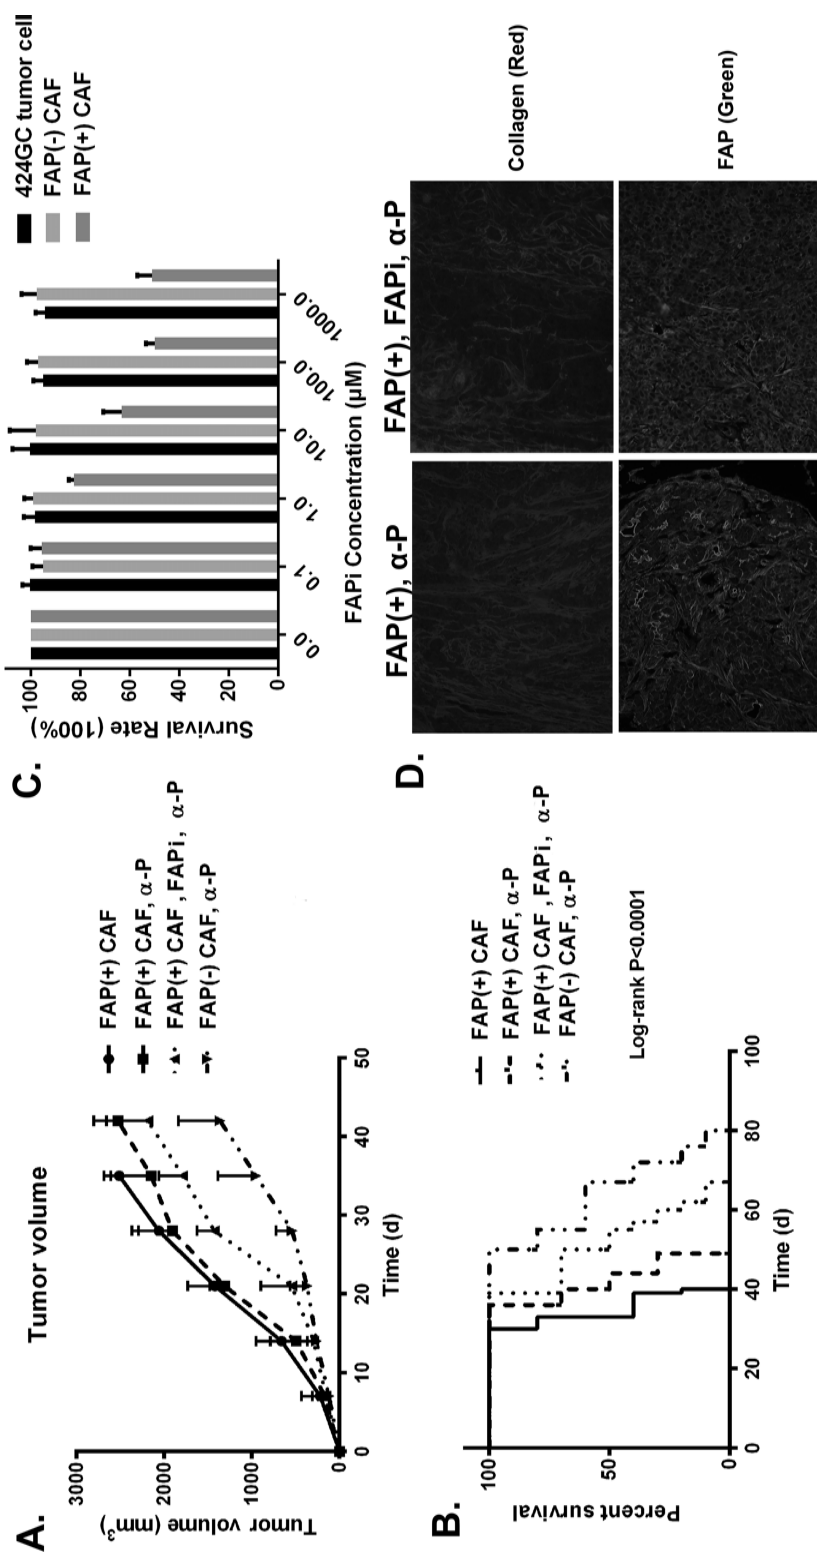 A.
Tumor volume
Tumor volume (mm3)
3000
2000
1000
0
0
10
20
30
40
50
Time (d)
FAP(+) CAF
FAP(+) CAF, α-P
FAP(+) CAF , FAPi , α-P
FAP(-) CAF, α-P
B.
Percent survival
100
50
0
0
20
40
60
80
100
Time (d)
FAP(+) CAF
FAP(+) CAF, α-P
FAP(+) CAF , FAPi , α-P
FAP(-) CAF, α-P
Log-rank P<0.0001
C.
Survival Rate (100%)
100
80
60
40
20
0
0.0
0.1
1.0
10.0
100.0
1000.0
FAPi Concentration (μM)
424GC tumor cell
FAP(-) CAF
FAP(+) CAF
D.
FAP(+), α-P
FAP(+), FAPi, α-P
Collagen (Red)
FAP (Green)